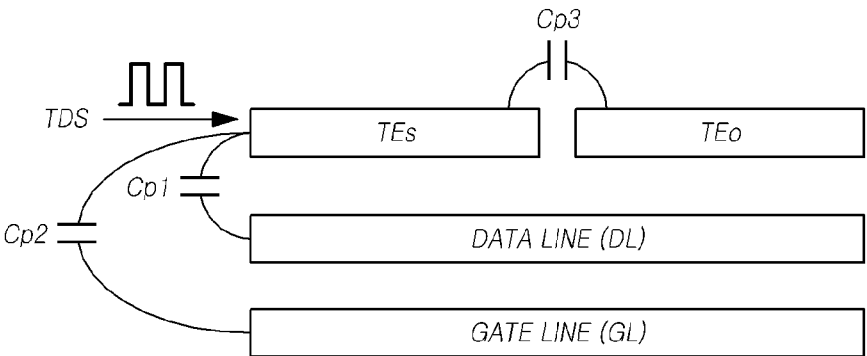 Cp3
TDS
TEs
TEo
Cp1
Cp2
DATA LINE (DL)
GATE LINE (GL)